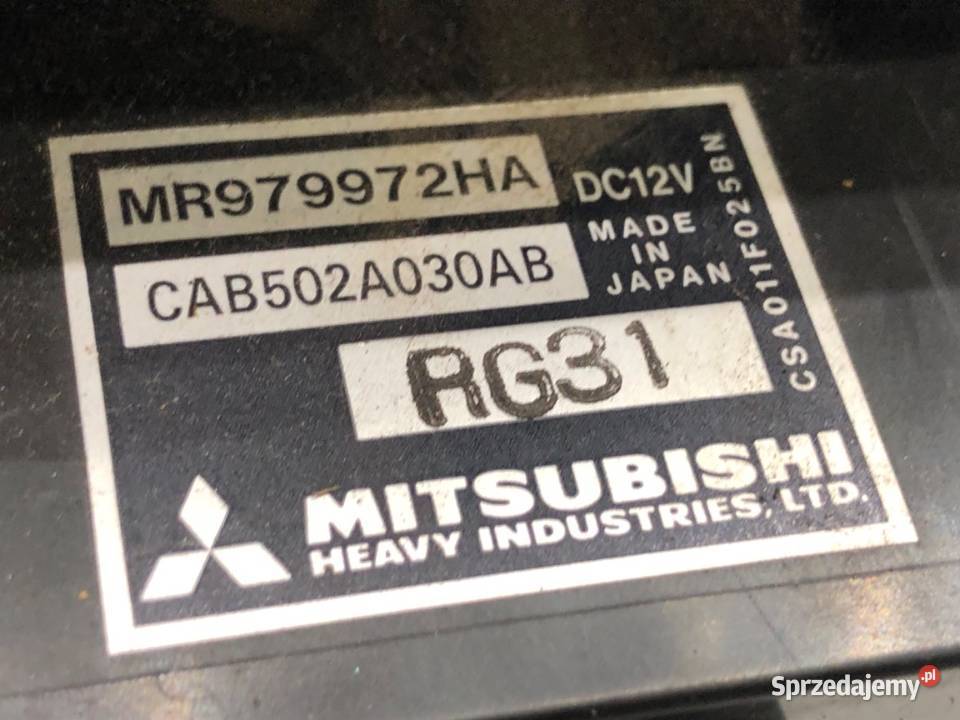 MR979972HA
DC12V
CAB502A030AB
MADE
IN
JAPAN
CSA011F025BN
RG31
MITSUBISHI
HEAVY INDUSTRIES, LTD.
Sprzedajemy.pl